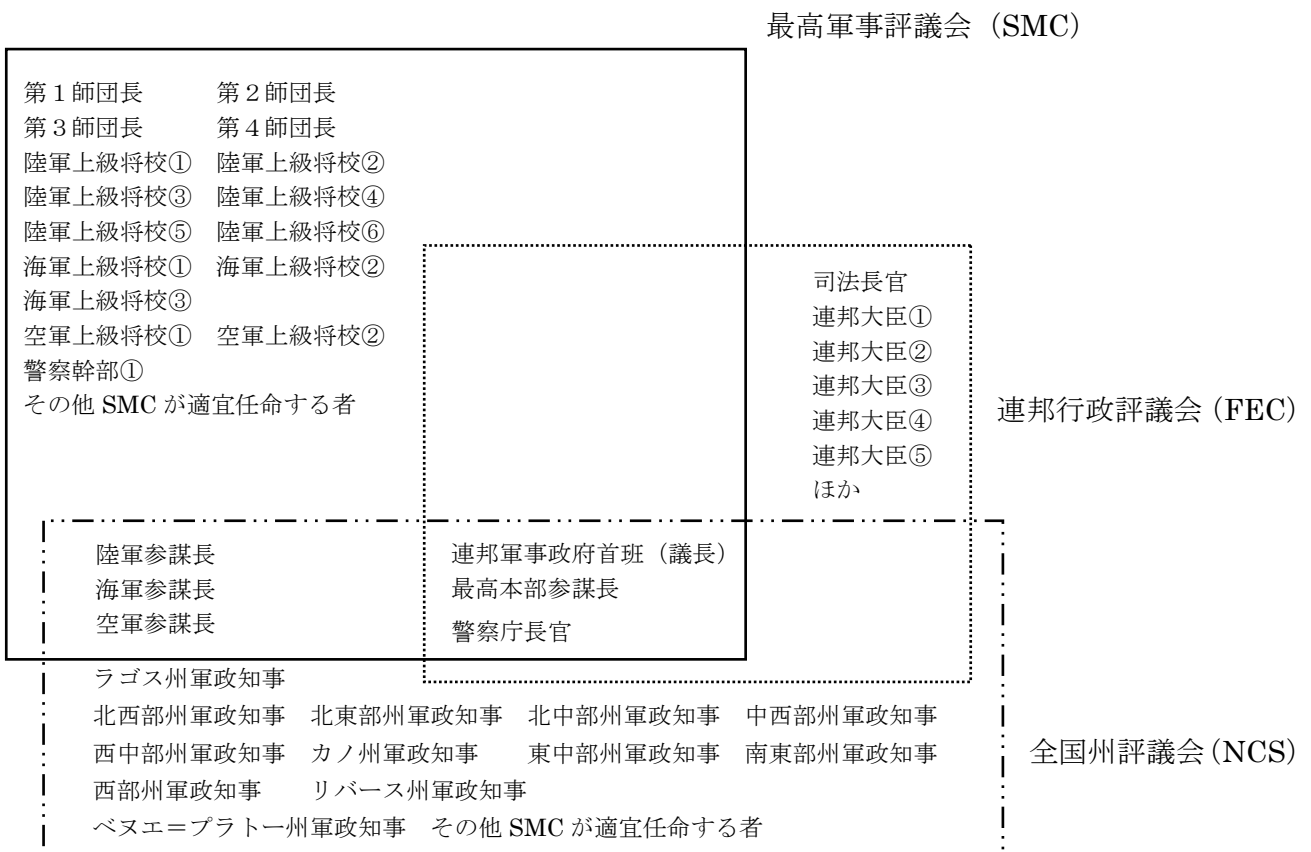 最高軍事評議会（SMC）
第１師団長　第２師団長
第３師団長　第４師団長
陸軍上級将校①　陸軍上級将校②
陸軍上級将校③　陸軍上級将校④
陸軍上級将校⑤　陸軍上級将校⑥
海軍上級将校①　海軍上級将校②
海軍上級将校③
空軍上級将校①　空軍上級将校②
警察幹部①
その他 SMC が適宜任命する者
司法長官
連邦大臣①
連邦大臣②
連邦大臣③
連邦大臣④
連邦大臣⑤
ほか
連邦行政評議会（FEC）
陸軍参謀長
海軍参謀長
空軍参謀長
連邦軍事政府首班（議長）
最高本部参謀長
警察庁長官
ラゴス州軍政知事
北西部州軍政知事　北東部州軍政知事　北中部州軍政知事　中西部州軍政知事
西中部州軍政知事　カノ州軍政知事　東中部州軍政知事　南東部州軍政知事
西部州軍政知事　リバース州軍政知事
ベヌエ＝プラトー州軍政知事　その他 SMC が適宜任命する者
全国州評議会（NCS）